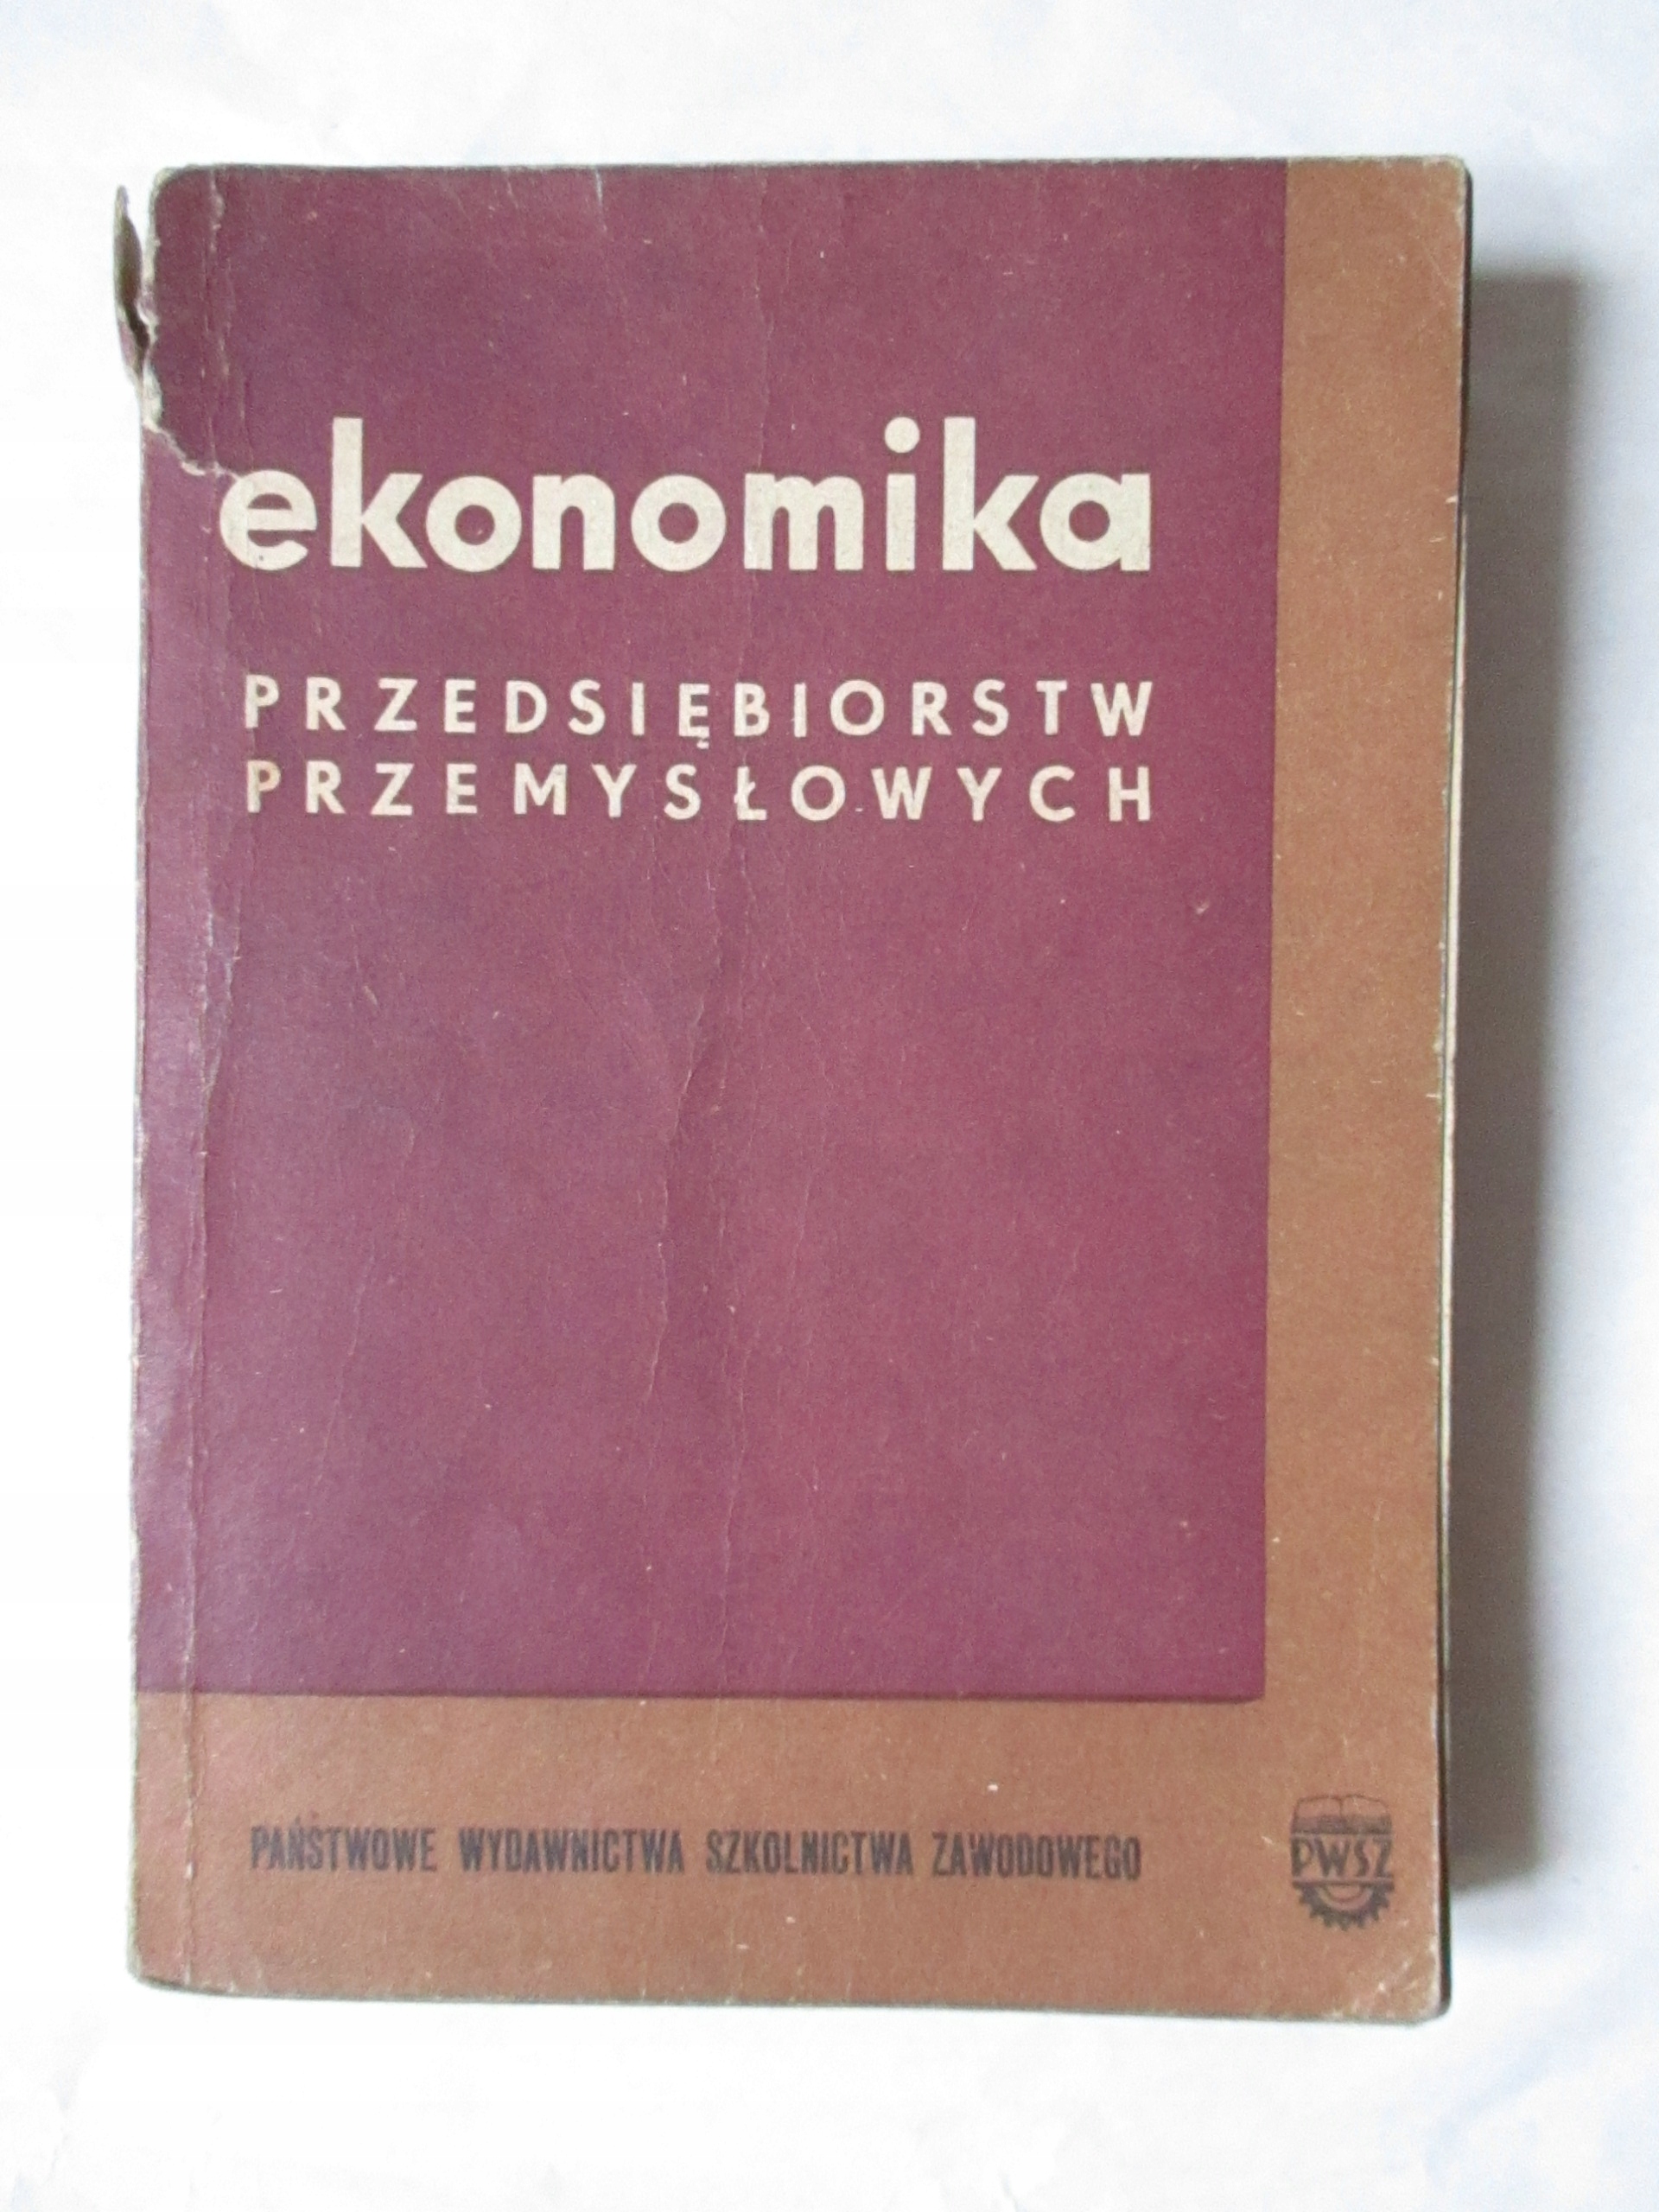 ekonomika
PRZEDSIĘBIORSTW
PRZEMYSŁOWYCH
PAŃSTWOWE WYDAWNICTWA SZKOLNICTWA ZAWODOWEGO
PWSZ